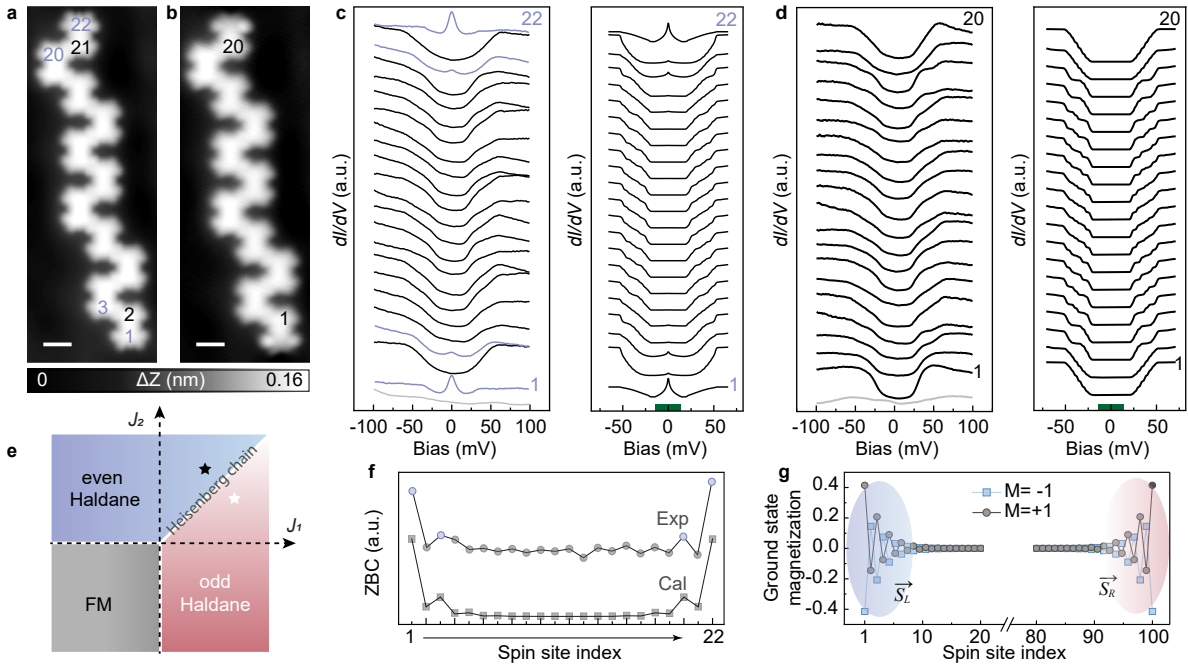 a
22
20
21
3
2
1
b
20
1
0
ΔZ (nm)
0.16
c
22
dI/dV (a.u.)
1
-100
-50
0
50
100
Bias (mV)
22
dI/dV (a.u.)
1
-50
0
50
Bias (mV)
d
20
dI/dV (a.u.)
1
-100
-50
0
50
100
Bias (mV)
20
dI/dV (a.u.)
1
-50
0
50
Bias (mV)
e
J₂
even
Haldane
Heisenberg chain
J₁
FM
odd
Haldane
f
ZBC (a.u.)
Exp
Cal
1
22
Spin site index
g
Ground state
magnetization
0.4
0.2
0.0
-0.2
-0.4
M= -1
M=+1
S⃗_L
S⃗_R
1
10
20
80
90
100
Spin site index